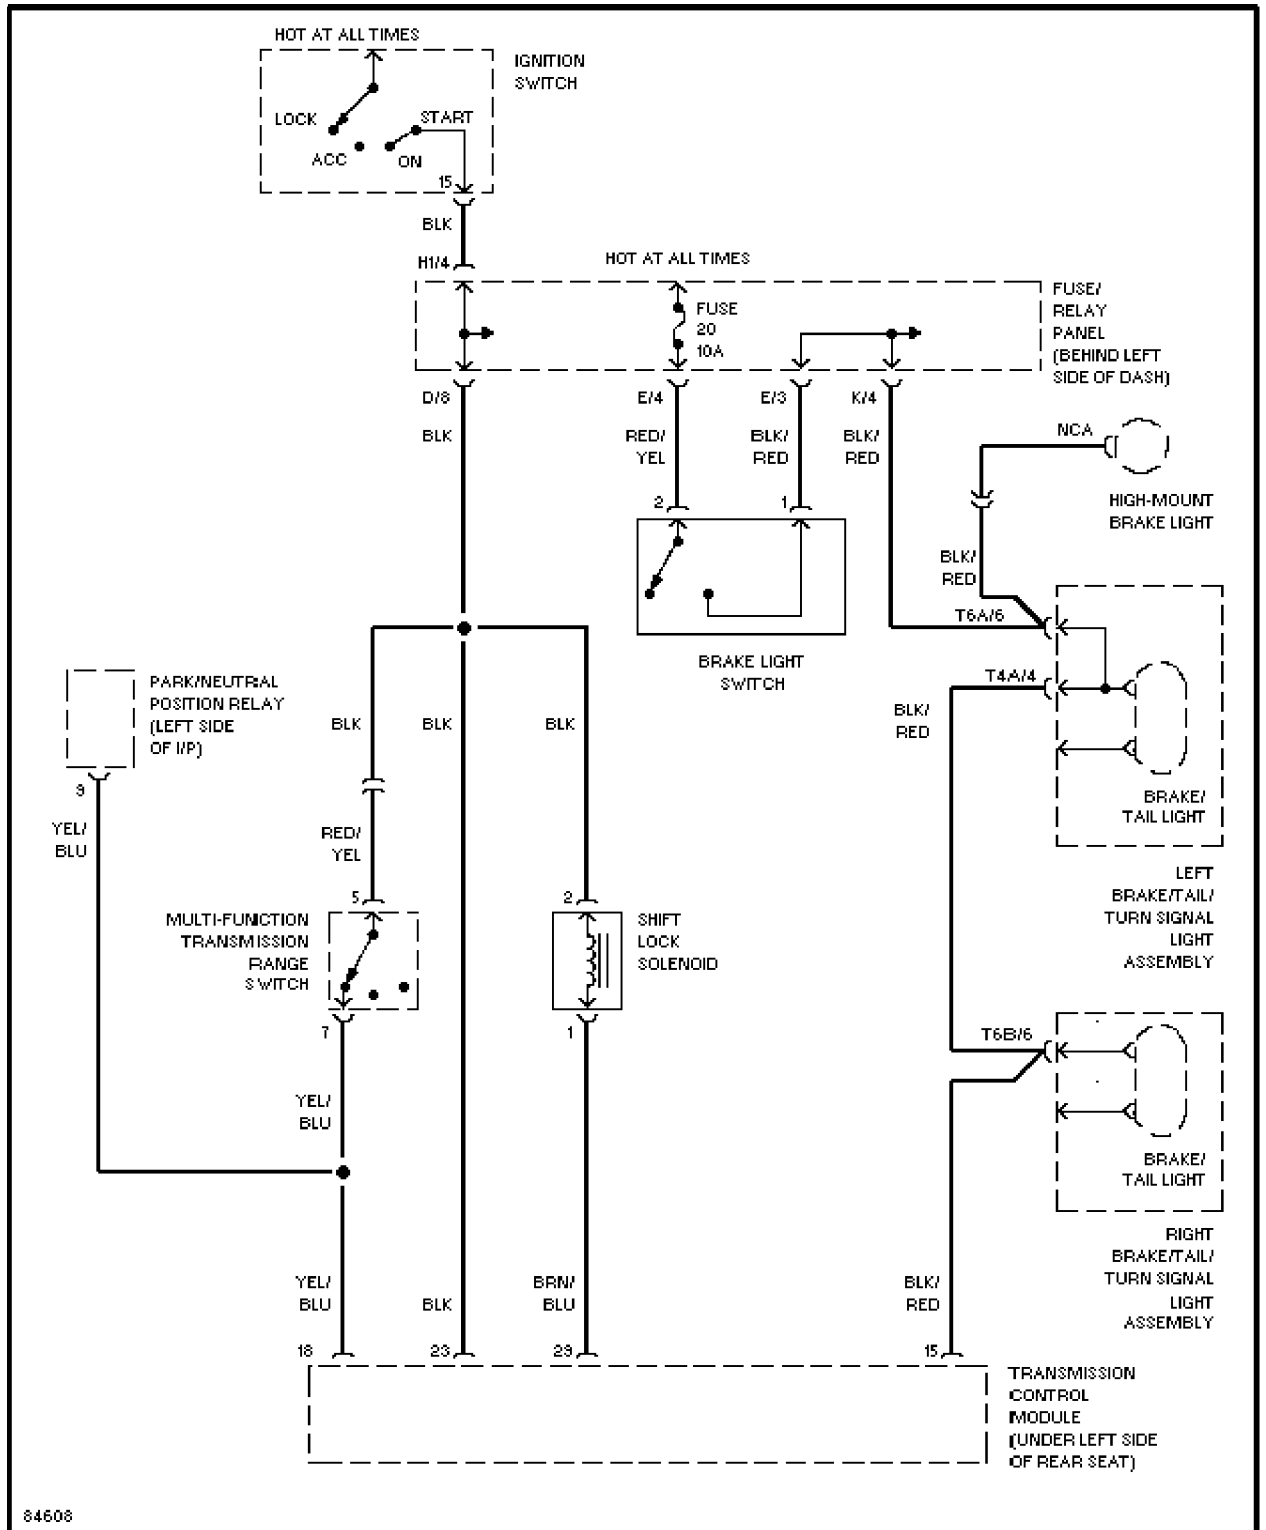 HOT AT ALL TIMES
IGNITION
SWITCH
LOCK
START
ACC
ON
15
BLK
H1/4
HOT AT ALL TIMES
FUSE
20
10A
FUSE/
RELAY
PANEL
(BEHIND LEFT
SIDE OF DASH)
D/8
E/4
E/3
K/4
BLK
RED/
YEL
BLK/
RED
BLK/
RED
NCA
HIGH-MOUNT
BRAKE LIGHT
2
1
BLK/
RED
T6A/6
BRAKE LIGHT
SWITCH
T4A/4
BLK/
RED
PARK/NEUTRAL
POSITION RELAY
(LEFT SIDE
OF I/P)
BLK
BLK
BLK
9
YEL/
BLU
RED/
YEL
BRAKE/
TAIL LIGHT
LEFT
BRAKE/TAIL/
TURN SIGNAL
LIGHT
ASSEMBLY
5
2
MULTI-FUNCTION
TRANSMISSION
RANGE
SWITCH
SHIFT
LOCK
SOLENOID
7
1
T6B/6
YEL/
BLU
BRAKE/
TAIL LIGHT
RIGHT
BRAKE/TAIL/
TURN SIGNAL
LIGHT
ASSEMBLY
YEL/
BLU
BLK
BRN/
BLU
BLK/
RED
18
23
29
15
TRANSMISSION
CONTROL
MODULE
(UNDER LEFT SIDE
OF REAR SEAT)
84608